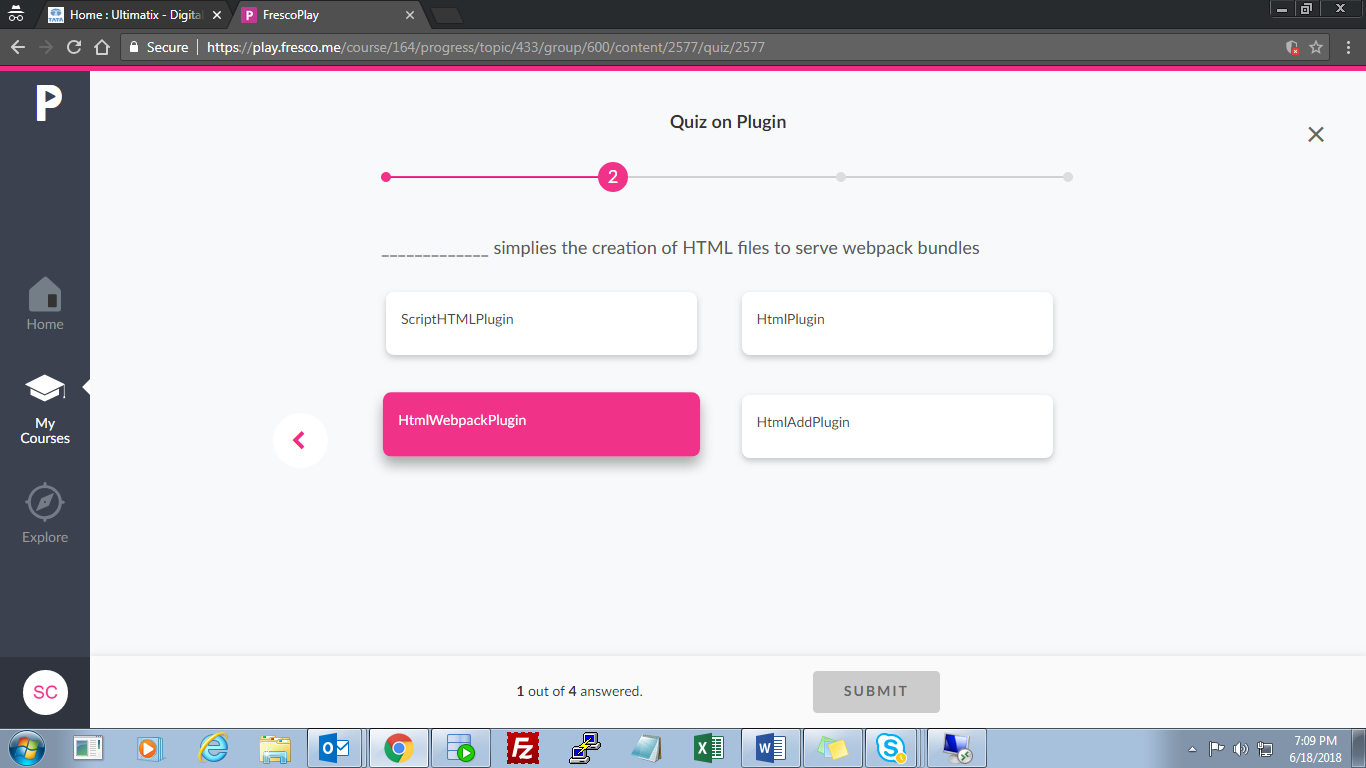 Home : Ultimatix - Digita
FrescoPlay
Secure
https://play.fresco.me/course/164/progress/topic/433/group/600/content/2577/quiz/2577
P
Quiz on Plugin
2
_____________ simplies the creation of HTML files to serve webpack bundles
ScriptHTMLPlugin
HtmlPlugin
HtmlWebpackPlugin
HtmlAddPlugin
Home
My
Courses
Explore
SC
1 out of 4 answered.
SUBMIT
7:09 PM
6/18/2018